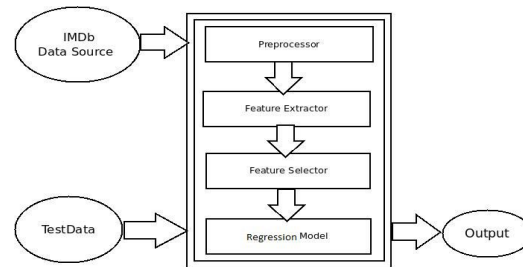 IMDb
Data Source
Preprocessor
Feature Extractor
Feature Selector
TestData
Regression Model
Output